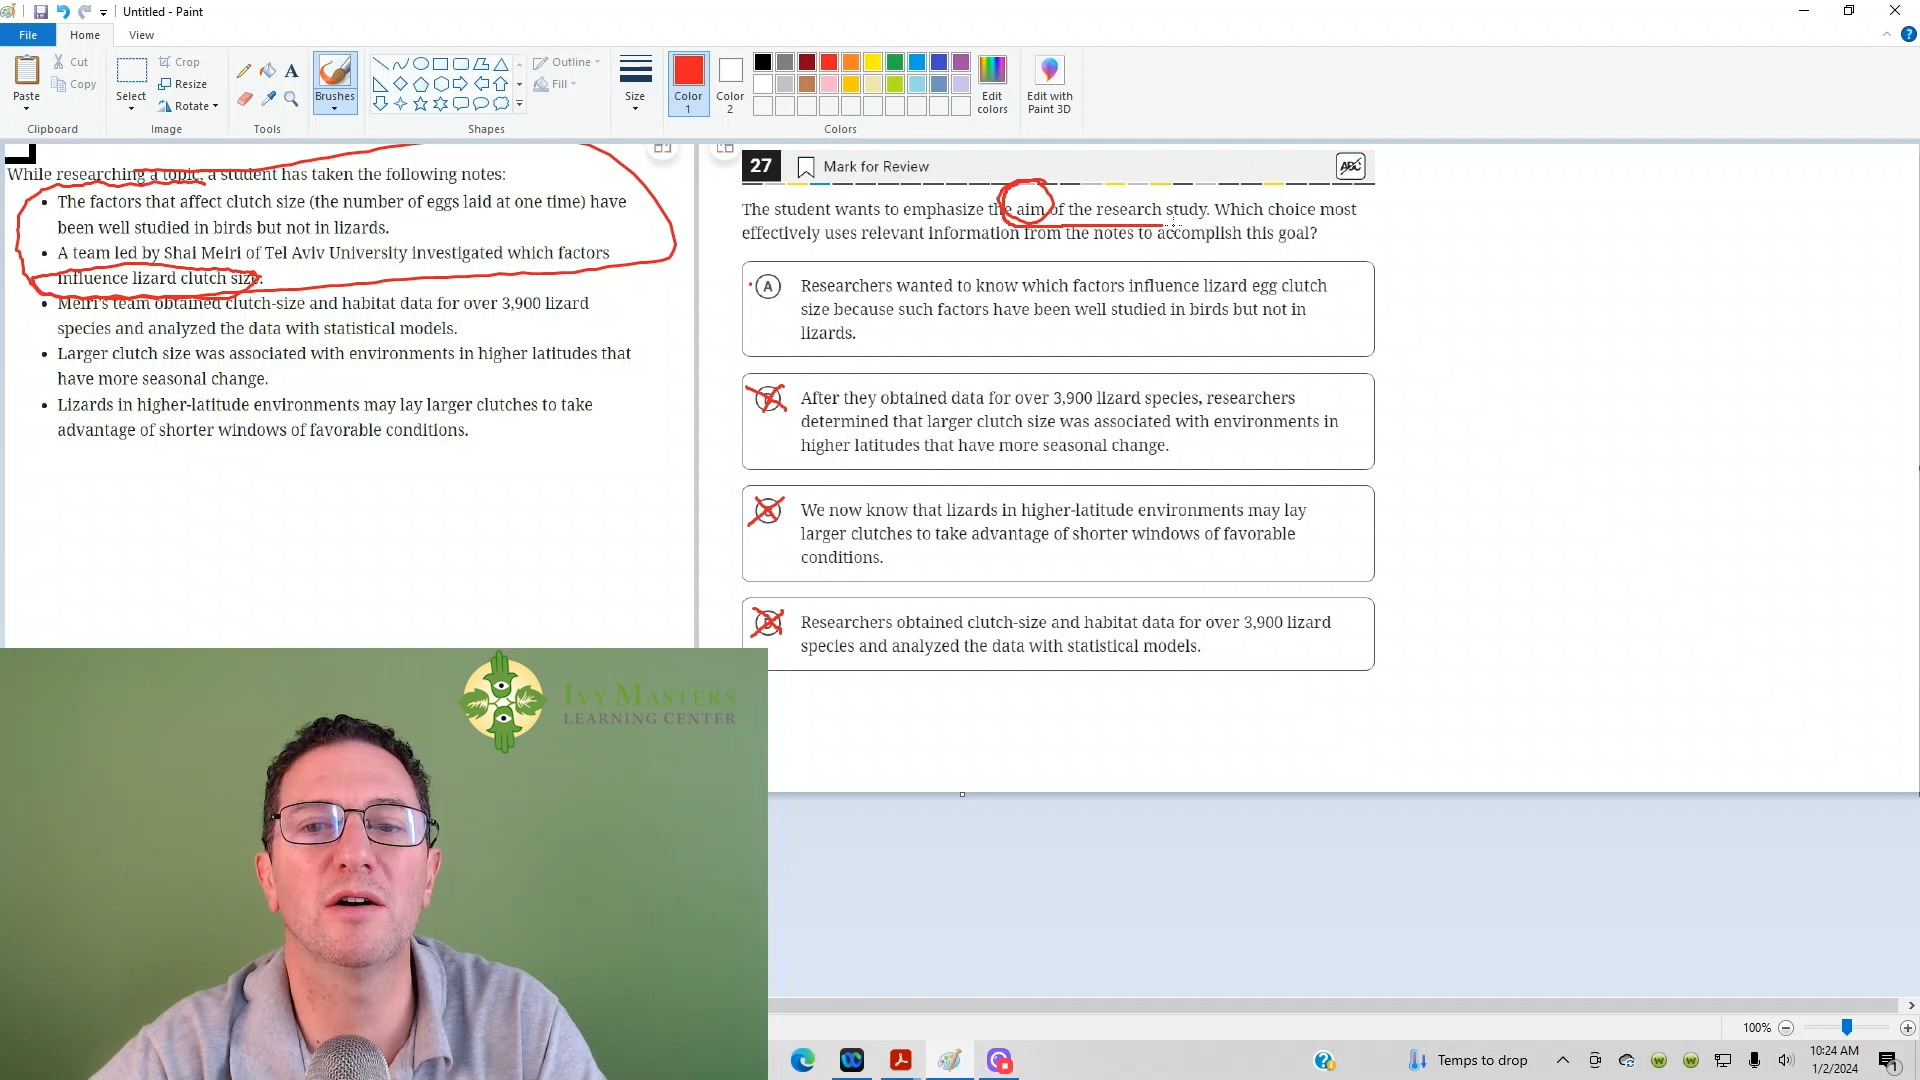 Untitled - Paint
File Home View
Paste
Cut
Copy
Clipboard
Select
Crop
Resize
Rotate
Image
Tools
Brushes
Outline
Fill
Shapes
Size
Color 1
Color 2
Edit colors
Colors
Edit with Paint 3D
While researching a topic, a student has taken the following notes:
• The factors that affect clutch size (the number of eggs laid at one time) have
been well studied in birds but not in lizards.
• A team led by Shai Meiri of Tel Aviv University investigated which factors
influence lizard clutch size.
• Meiri's team obtained clutch-size and habitat data for over 3,900 lizard
species and analyzed the data with statistical models.
• Larger clutch size was associated with environments in higher latitudes that
have more seasonal change.
• Lizards in higher-latitude environments may lay larger clutches to take
advantage of shorter windows of favorable conditions.
27 Mark for Review ABC
The student wants to emphasize the aim of the research study. Which choice most
effectively uses relevant information from the notes to accomplish this goal?
A Researchers wanted to know which factors influence lizard egg clutch
size because such factors have been well studied in birds but not in
lizards.
After they obtained data for over 3,900 lizard species, researchers
determined that larger clutch size was associated with environments in
higher latitudes that have more seasonal change.
We now know that lizards in higher-latitude environments may lay
larger clutches to take advantage of shorter windows of favorable
conditions.
Researchers obtained clutch-size and habitat data for over 3,900 lizard
species and analyzed the data with statistical models.
IVY MASTERS
LEARNING CENTER
100%
Temps to drop
10:24 AM
1/2/2024